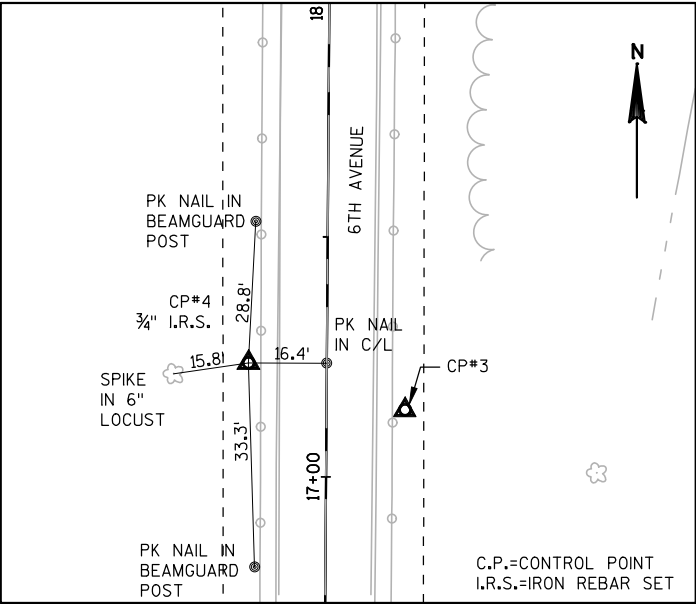 18
N
6TH AVENUE
PK NAIL IN
BEAMGUARD
POST
28.8'
CP#4
¾" I.R.S.
PK NAIL
IN C/L
16.4'
15.8'
CP#3
SPIKE
IN 6"
LOCUST
33.3'
17+00
PK NAIL IN
BEAMGUARD
POST
C.P.=CONTROL POINT
I.R.S.=IRON REBAR SET